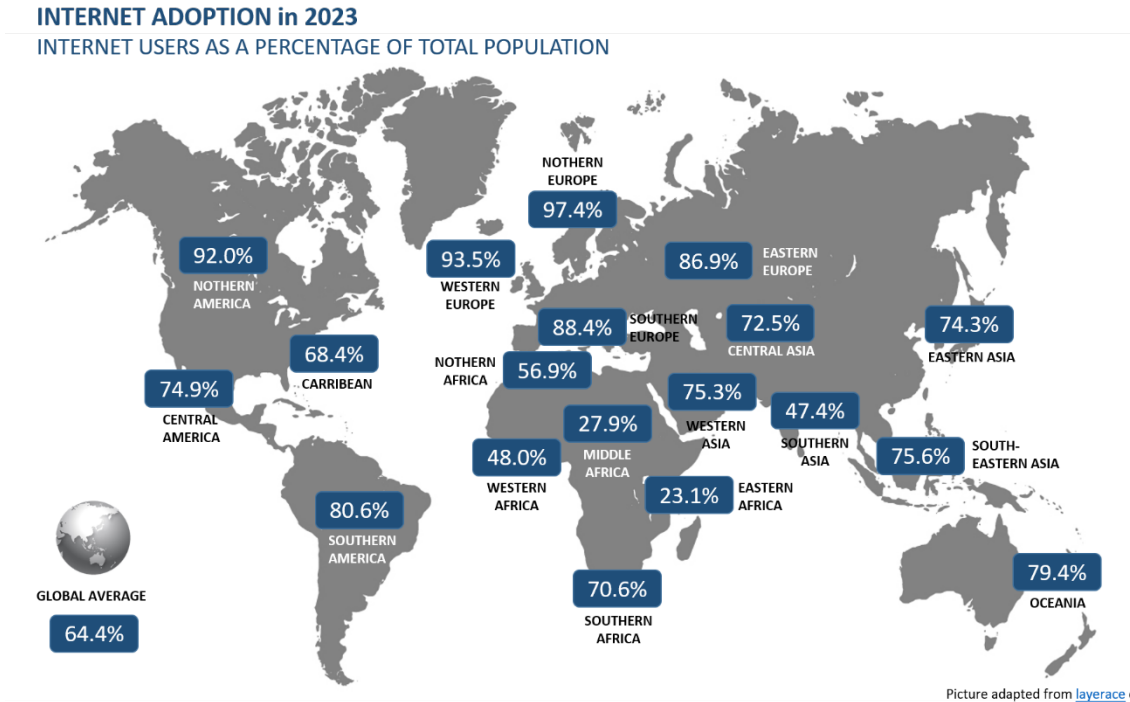 INTERNET ADOPTION in 2023
INTERNET USERS AS A PERCENTAGE OF TOTAL POPULATION
NOTHERN
EUROPE
97.4%
92.0%
NOTHERN
AMERICA
93.5%
WESTERN
EUROPE
86.9%
EASTERN
EUROPE
88.4%
SOUTHERN
EUROPE
72.5%
CENTRAL ASIA
74.3%
EASTERN ASIA
68.4%
CARRIBEAN
NOTHERN
AFRICA
56.9%
74.9%
CENTRAL
AMERICA
75.3%
WESTERN
ASIA
47.4%
SOUTHERN
ASIA
27.9%
MIDDLE
AFRICA
48.0%
WESTERN
AFRICA
75.6%
SOUTH-
EASTERN ASIA
23.1%
EASTERN
AFRICA
80.6%
SOUTHERN
AMERICA
70.6%
SOUTHERN
AFRICA
79.4%
OCEANIA
GLOBAL AVERAGE
64.4%
Picture adapted from layerace